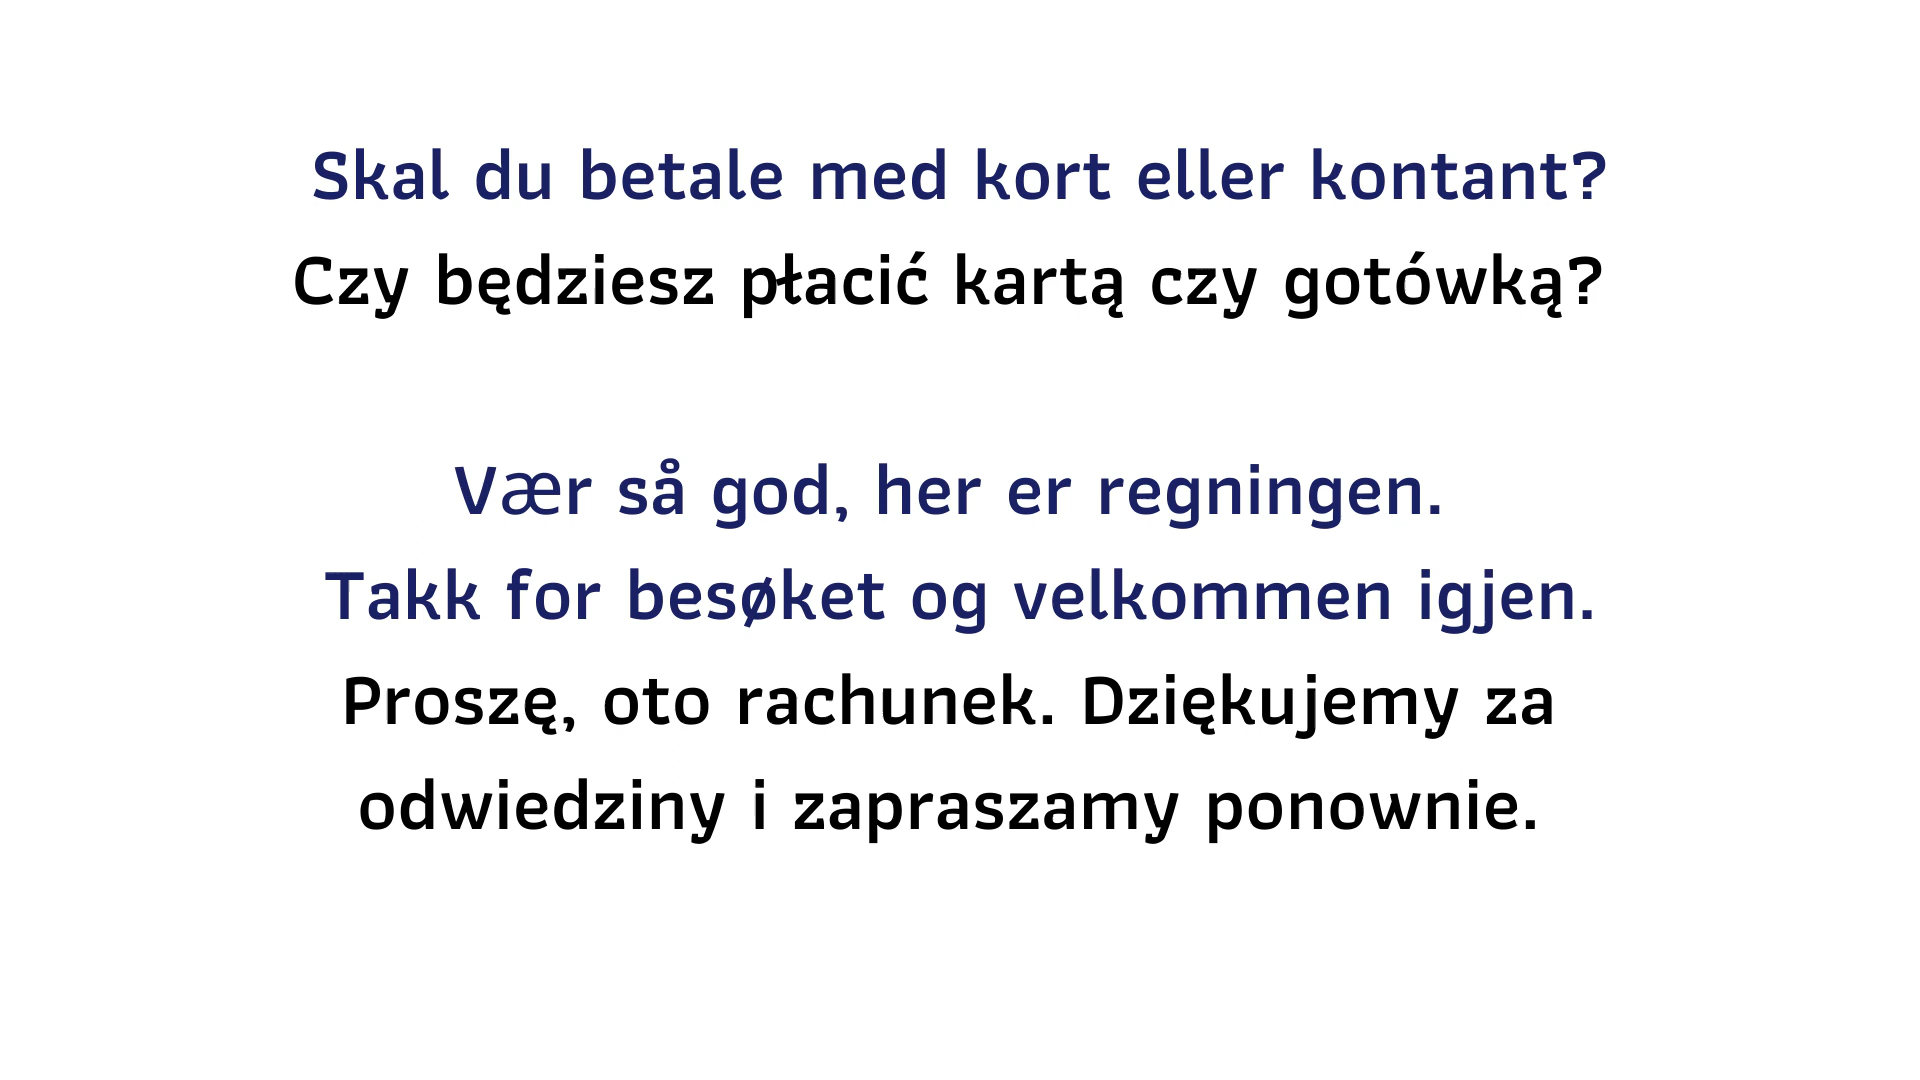 Skal du betale med kort eller kontant?
Czy będziesz płacić kartą czy gotówką?
Vær så god, her er regningen.
Takk for besøket og velkommen igjen.
Proszę, oto rachunek. Dziękujemy za
odwiedziny i zapraszamy ponownie.